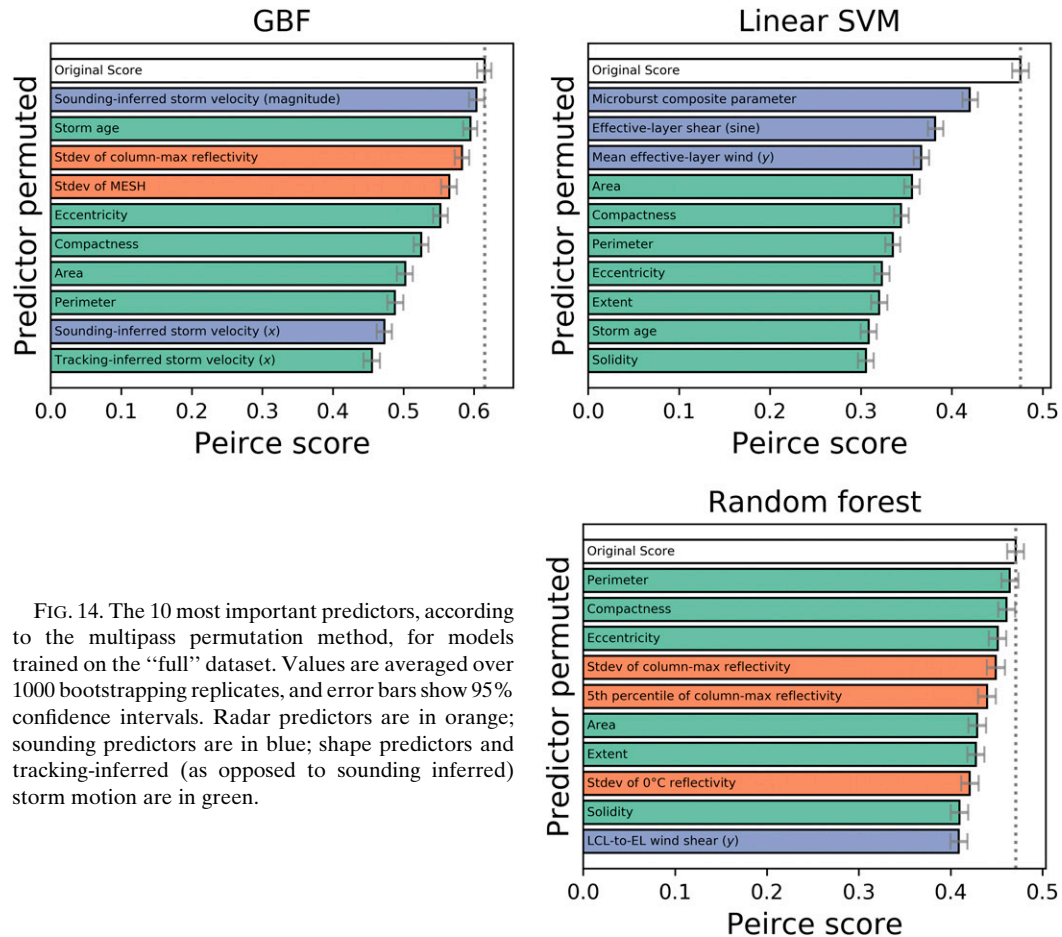 GBF
Predictor permuted
Original Score
Sounding-inferred storm velocity (magnitude)
Storm age
Stdev of column-max reflectivity
Stdev of MESH
Eccentricity
Compactness
Area
Perimeter
Sounding-inferred storm velocity (x)
Tracking-inferred storm velocity (x)
0.0 0.1 0.2 0.3 0.4 0.5 0.6
Peirce score
Linear SVM
Predictor permuted
Original Score
Microburst composite parameter
Effective-layer shear (sine)
Mean effective-layer wind (y)
Area
Compactness
Perimeter
Eccentricity
Extent
Storm age
Solidity
0.0 0.1 0.2 0.3 0.4 0.5
Peirce score
FIG. 14. The 10 most important predictors, according
to the multipass permutation method, for models
trained on the ‘‘full’’ dataset. Values are averaged over
1000 bootstrapping replicates, and error bars show 95%
confidence intervals. Radar predictors are in orange;
sounding predictors are in blue; shape predictors and
tracking-inferred (as opposed to sounding inferred)
storm motion are in green.
Random forest
Predictor permuted
Original Score
Perimeter
Compactness
Eccentricity
Stdev of column-max reflectivity
5th percentile of column-max reflectivity
Area
Extent
Stdev of 0°C reflectivity
Solidity
LCL-to-EL wind shear (y)
0.0 0.1 0.2 0.3 0.4 0.5
Peirce score